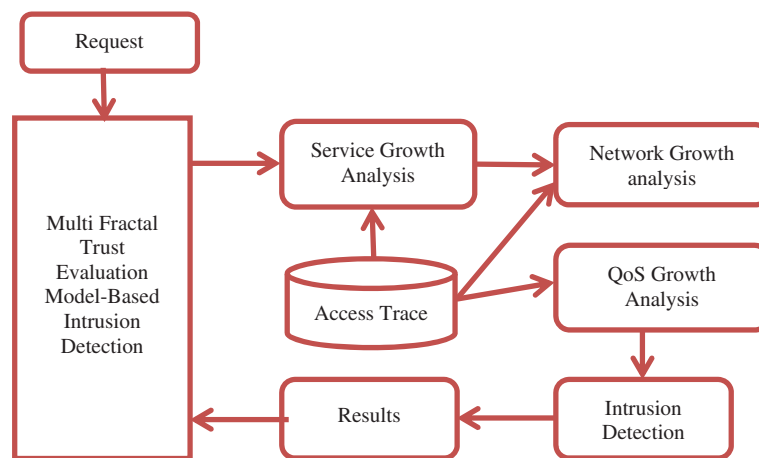 Request
Multi Fractal
Trust
Evaluation
Model-Based
Intrusion
Detection
Service Growth
Analysis
Network Growth
analysis
Access Trace
QoS Growth
Analysis
Results
Intrusion
Detection